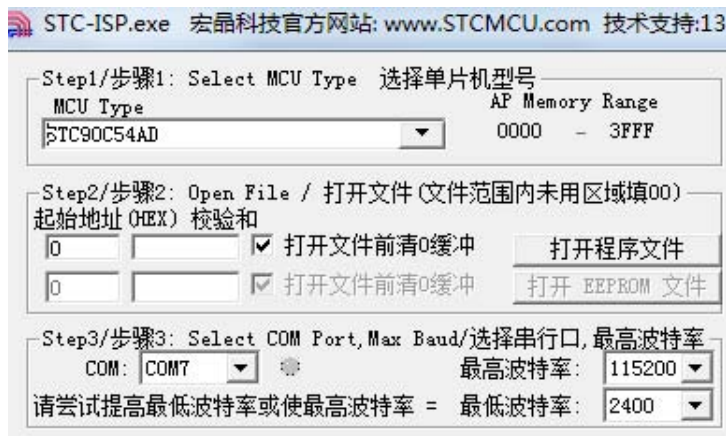 STC-ISP.exe 宏晶科技官方网站: www.STCMCU.com 技术支持:13
Step1/步骤1: Select MCU Type 选择单片机型号
MCU Type AP Memory Range
STC90C54AD 0000 - 3FFF
Step2/步骤2: Open File / 打开文件(文件范围内未用区域填00)
起始地址(HEX) 校验和
0 打开文件前清0缓冲 打开程序文件
0 打开文件前清0缓冲 打开 EEPROM 文件
Step3/步骤3: Select COM Port,Max Baud/选择串行口,最高波特率
COM: COM7 最高波特率: 115200
请尝试提高最低波特率或使最高波特率 = 最低波特率: 2400